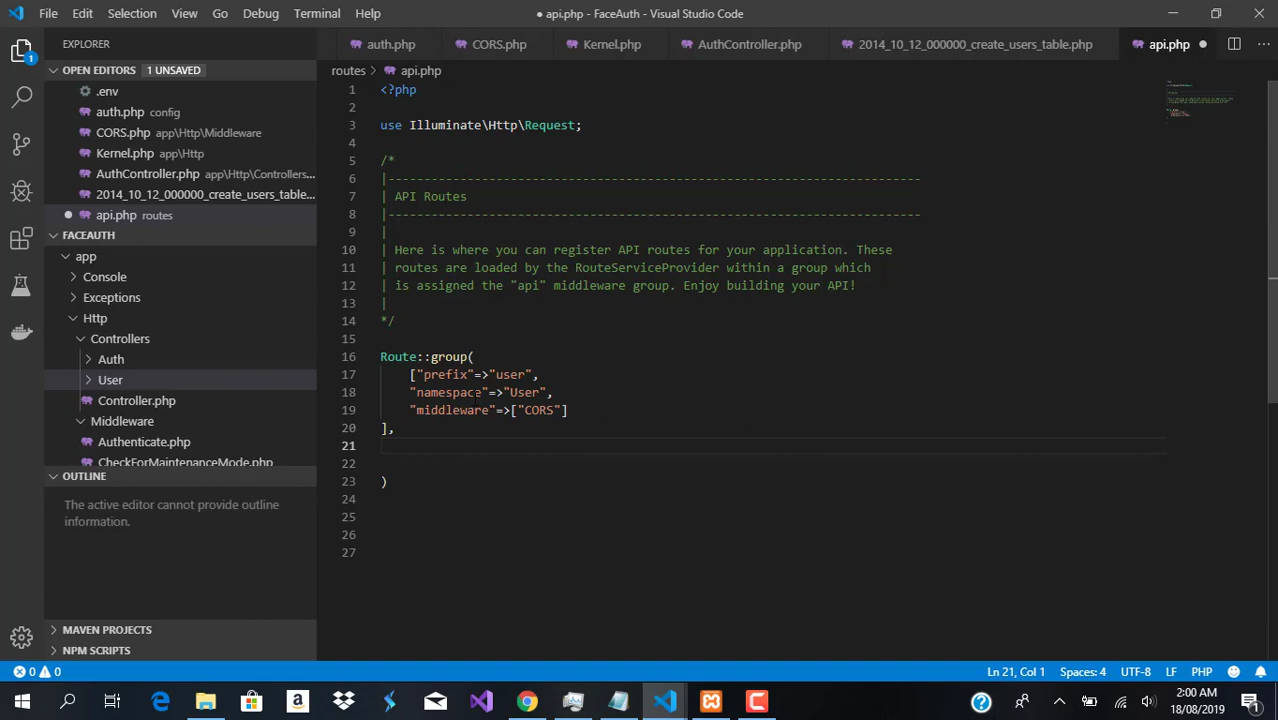 File Edit Selection View Go Debug Terminal Help
● api.php - FaceAuth - Visual Studio Code
EXPLORER
auth.php CORS.php Kernel.php AuthController.php 2014_10_12_000000_create_users_table.php api.php
OPEN EDITORS 1 UNSAVED
.env
auth.php config
CORS.php app\Http\Middleware
Kernel.php app\Http
AuthController.php app\Http\Controllers...
2014_10_12_000000_create_users_table...
api.php routes
FACEAUTH
app
Console
Exceptions
Http
Controllers
Auth
User
Controller.php
Middleware
Authenticate.php
CheckForMaintenanceMode.php
OUTLINE
The active editor cannot provide outline
information.
MAVEN PROJECTS
NPM SCRIPTS
routes > api.php
1 <?php
2
3 use Illuminate\Http\Request;
4
5 /*
6 |--------------------------------------------------------------------------
7 | API Routes
8 |--------------------------------------------------------------------------
9 |
10 | Here is where you can register API routes for your application. These
11 | routes are loaded by the RouteServiceProvider within a group which
12 | is assigned the "api" middleware group. Enjoy building your API!
13 |
14 */
15
16 Route::group(
17 ["prefix"=>"user",
18 "namespace"=>"User",
19 "middleware"=>["CORS"]
20 ],
21
22
23 )
24
25
26
27
0 0 Ln 21, Col 1 Spaces: 4 UTF-8 LF PHP
2:00 AM
18/08/2019